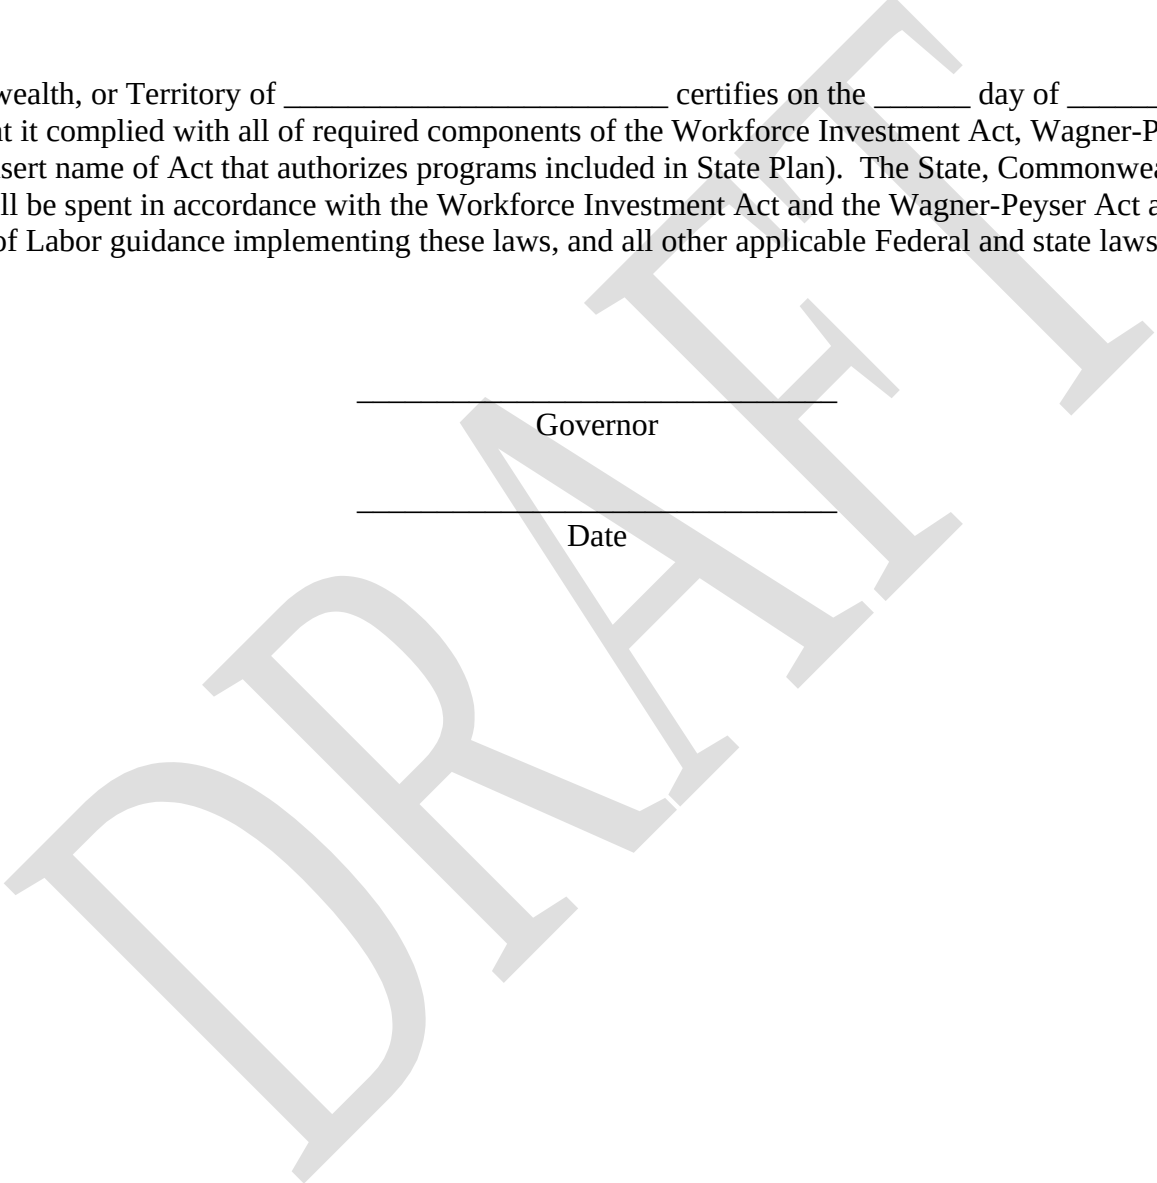 wealth, or Territory of ________________________ certifies on the ______ day of ______
it complied with all of required components of the Workforce Investment Act, Wagner-P
sert name of Act that authorizes programs included in State Plan).  The State, Commonwea
ll be spent in accordance with the Workforce Investment Act and the Wagner-Peyser Act a
of Labor guidance implementing these laws, and all other applicable Federal and state laws
______________________________
Governor
______________________________
Date
DRAFT